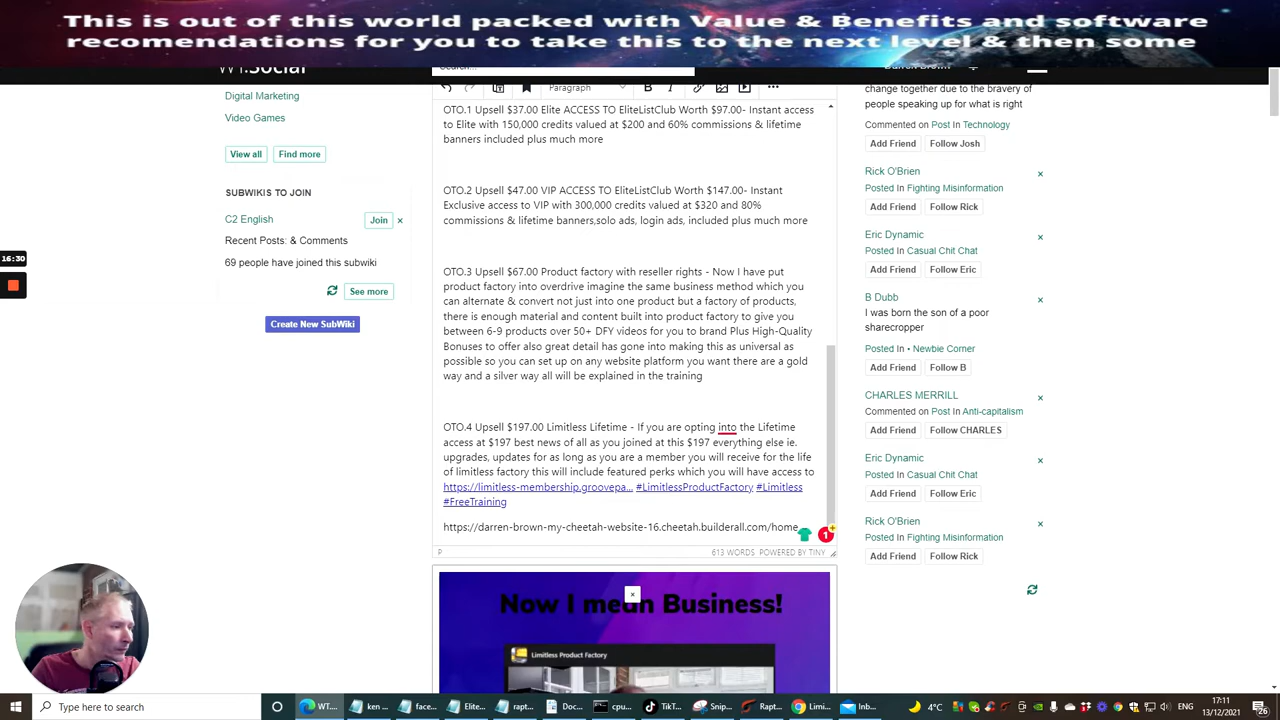 This is out of this world packed with Value & Benefits and software
recomendations for you to take this to the next level & then some
WT.Social
Search...
Digital Marketing
Video Games
View all
Find more
SUBWIKIS TO JOIN
C2 English
Join
×
Recent Posts: & Comments
69 people have joined this subwiki
See more
Create New SubWiki
16:30
Paragraph
B
I
OTO.1 Upsell $37.00 Elite ACCESS TO EliteListClub Worth $97.00- Instant access
to Elite with 150,000 credits valued at $200 and 60% commissions & lifetime
banners included plus much more
OTO.2 Upsell $47.00 VIP ACCESS TO EliteListClub Worth $147.00- Instant
Exclusive access to VIP with 300,000 credits valued at $320 and 80%
commissions & lifetime banners,solo ads, login ads, included plus much more
OTO.3 Upsell $67.00 Product factory with reseller rights - Now I have put
product factory into overdrive imagine the same business method which you
can alternate & convert not just into one product but a factory of products,
there is enough material and content built into product factory to give you
between 6-9 products over 50+ DFY videos for you to brand Plus High-Quality
Bonuses to offer also great detail has gone into making this as universal as
possible so you can set up on any website platform you want there are a gold
way and a silver way all will be explained in the training
OTO.4 Upsell $197.00 Limitless Lifetime - If you are opting into the Lifetime
access at $197 best news of all as you joined at this $197 everything else ie.
upgrades, updates for as long as you are a member you will receive for the life
of limitless factory this will include featured perks which you will have access to
https://limitless-membership.groovepa... #LimitlessProductFactory #Limitless
#FreeTraining
https://darren-brown-my-cheetah-website-16.cheetah.builderall.com/home
1
P
613 WORDS POWERED BY TINY
×
Now I mean Business!
Limitless Product Factory
change together due to the bravery of
people speaking up for what is right
Commented on Post In Technology
Add Friend
Follow Josh
Rick O'Brien
×
Posted In Fighting Misinformation
Add Friend
Follow Rick
Eric Dynamic
×
Posted In Casual Chit Chat
Add Friend
Follow Eric
B Dubb
×
I was born the son of a poor
sharecropper
Posted In • Newbie Corner
Add Friend
Follow B
CHARLES MERRILL
×
Commented on Post In Anti-capitalism
Add Friend
Follow CHARLES
Eric Dynamic
×
Posted In Casual Chit Chat
Add Friend
Follow Eric
Rick O'Brien
×
Posted In Fighting Misinformation
Add Friend
Follow Rick
Type here to search
WT...
ken ...
face...
Elite...
rapt...
Doc...
cpu...
TikT...
Snip...
Rapt...
Limi...
Inb...
4°C
17:11
13/12/2021